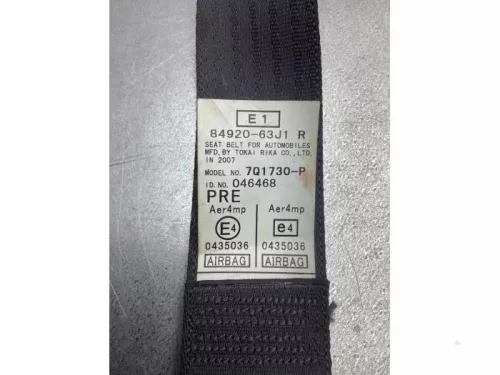 E1
84920-63J1 R
SEAT BELT FOR AUTOMOBILES
MFD. BY TOKAI RIKA CO., LTD.
IN 2007
MODEL NO. 7Q1730-P
I D. NO. 046468
PRE
Aer4mp Aer4mp
E4 e4
0435036 0435036
AIRBAG AIRBAG